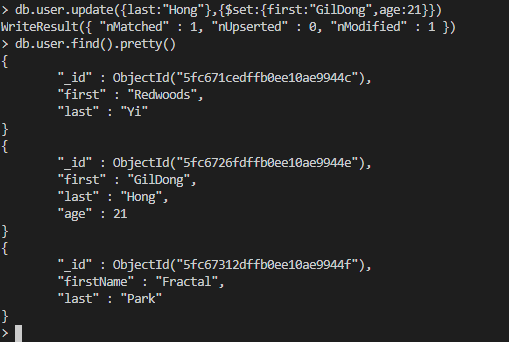 > db.user.update({last:"Hong"},{$set:{first:"GilDong",age:21}})
WriteResult({ "nMatched" : 1, "nUpserted" : 0, "nModified" : 1 })
> db.user.find().pretty()
{
        "_id" : ObjectId("5fc671cedffb0ee10ae9944c"),
        "first" : "Redwoods",
        "last" : "Yi"
}
{
        "_id" : ObjectId("5fc6726fdffb0ee10ae9944e"),
        "first" : "GilDong",
        "last" : "Hong",
        "age" : 21
}
{
        "_id" : ObjectId("5fc67312dffb0ee10ae9944f"),
        "firstName" : "Fractal",
        "last" : "Park"
}
>